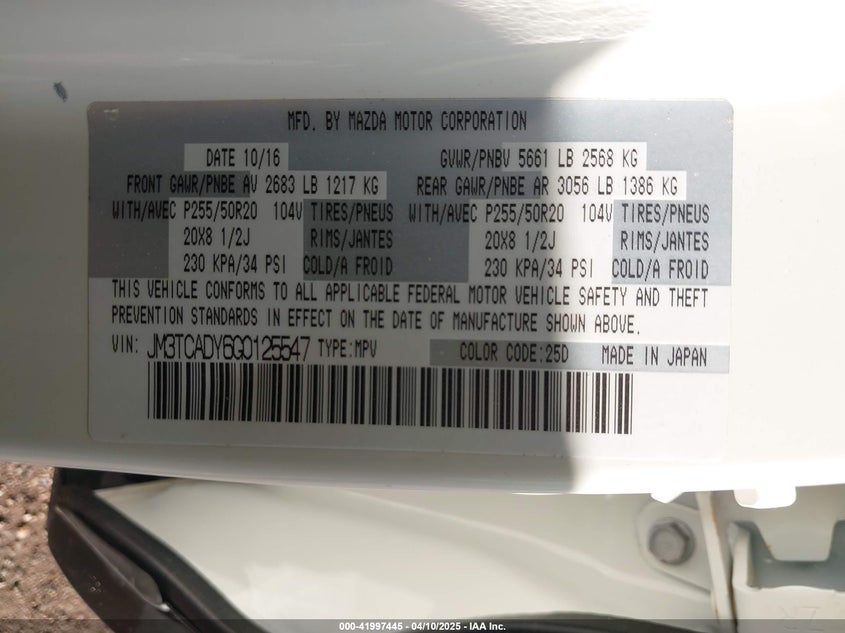 MFD. BY MAZDA MOTOR CORPORATION
DATE 10/16 GVWR/PNBV 5661 LB 2568 KG
FRONT GAWR/PNBE AV 2683 LB 1217 KG REAR GAWR/PNBE AR 3056 LB 1386 KG
WITH/AVEC P255/50R20 104V TIRES/PNEUS WITH/AVEC P255/50R20 104V TIRES/PNEUS
20X8 1/2J RIMS/JANTES 20X8 1/2J RIMS/JANTES
230 KPA/34 PSI COLD/A FROID 230 KPA/34 PSI COLD/A FROID
THIS VEHICLE CONFORMS TO ALL APPLICABLE FEDERAL MOTOR VEHICLE SAFETY AND THEFT
PREVENTION STANDARDS IN EFFECT ON THE DATE OF MANUFACTURE SHOWN ABOVE.
VIN: JM3TCADY6G0125547 TYPE:MPV COLOR CODE:25D MADE IN JAPAN
000-41997445 - 04/10/2025 - IAA Inc.